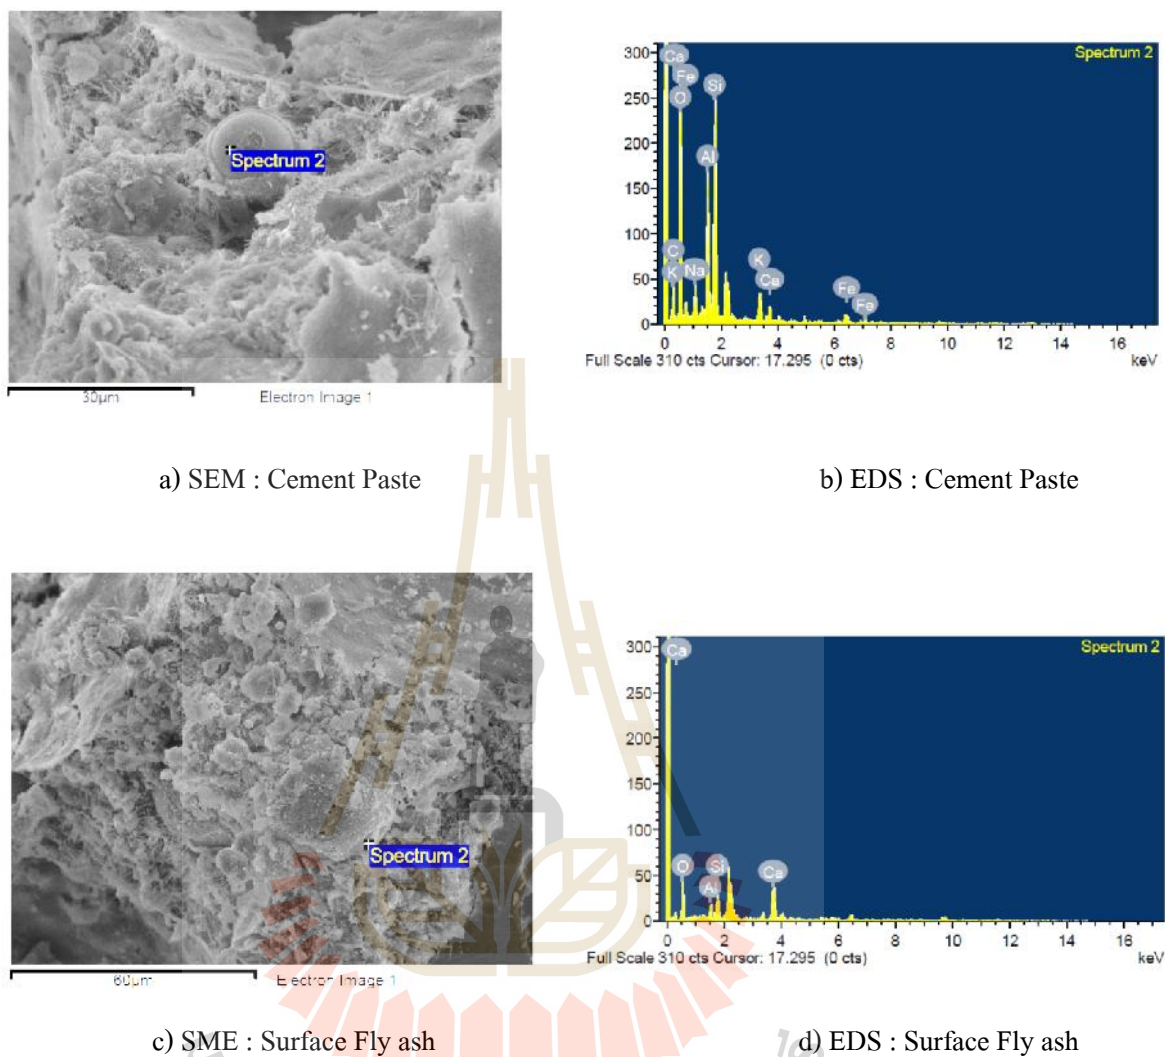 Spectrum 2
30µm
Electron Image 1
Spectrum 2
300
250
200
150
100
50
0
Ca
Fe
O
Si
Al
C
K
Na
K
Ca
Fe
Fe
0 2 4 6 8 10 12 14 16
Full Scale 310 cts Cursor: 17.295 (0 cts)
keV
a) SEM : Cement Paste
b) EDS : Cement Paste
Spectrum 2
60µm
Electron Image 1
Spectrum 2
300
250
200
150
100
50
0
Ca
O
Al
Si
Ca
0 2 4 6 8 10 12 14 16
Full Scale 310 cts Cursor: 17.295 (0 cts)
keV
c) SME : Surface Fly ash
d) EDS : Surface Fly ash